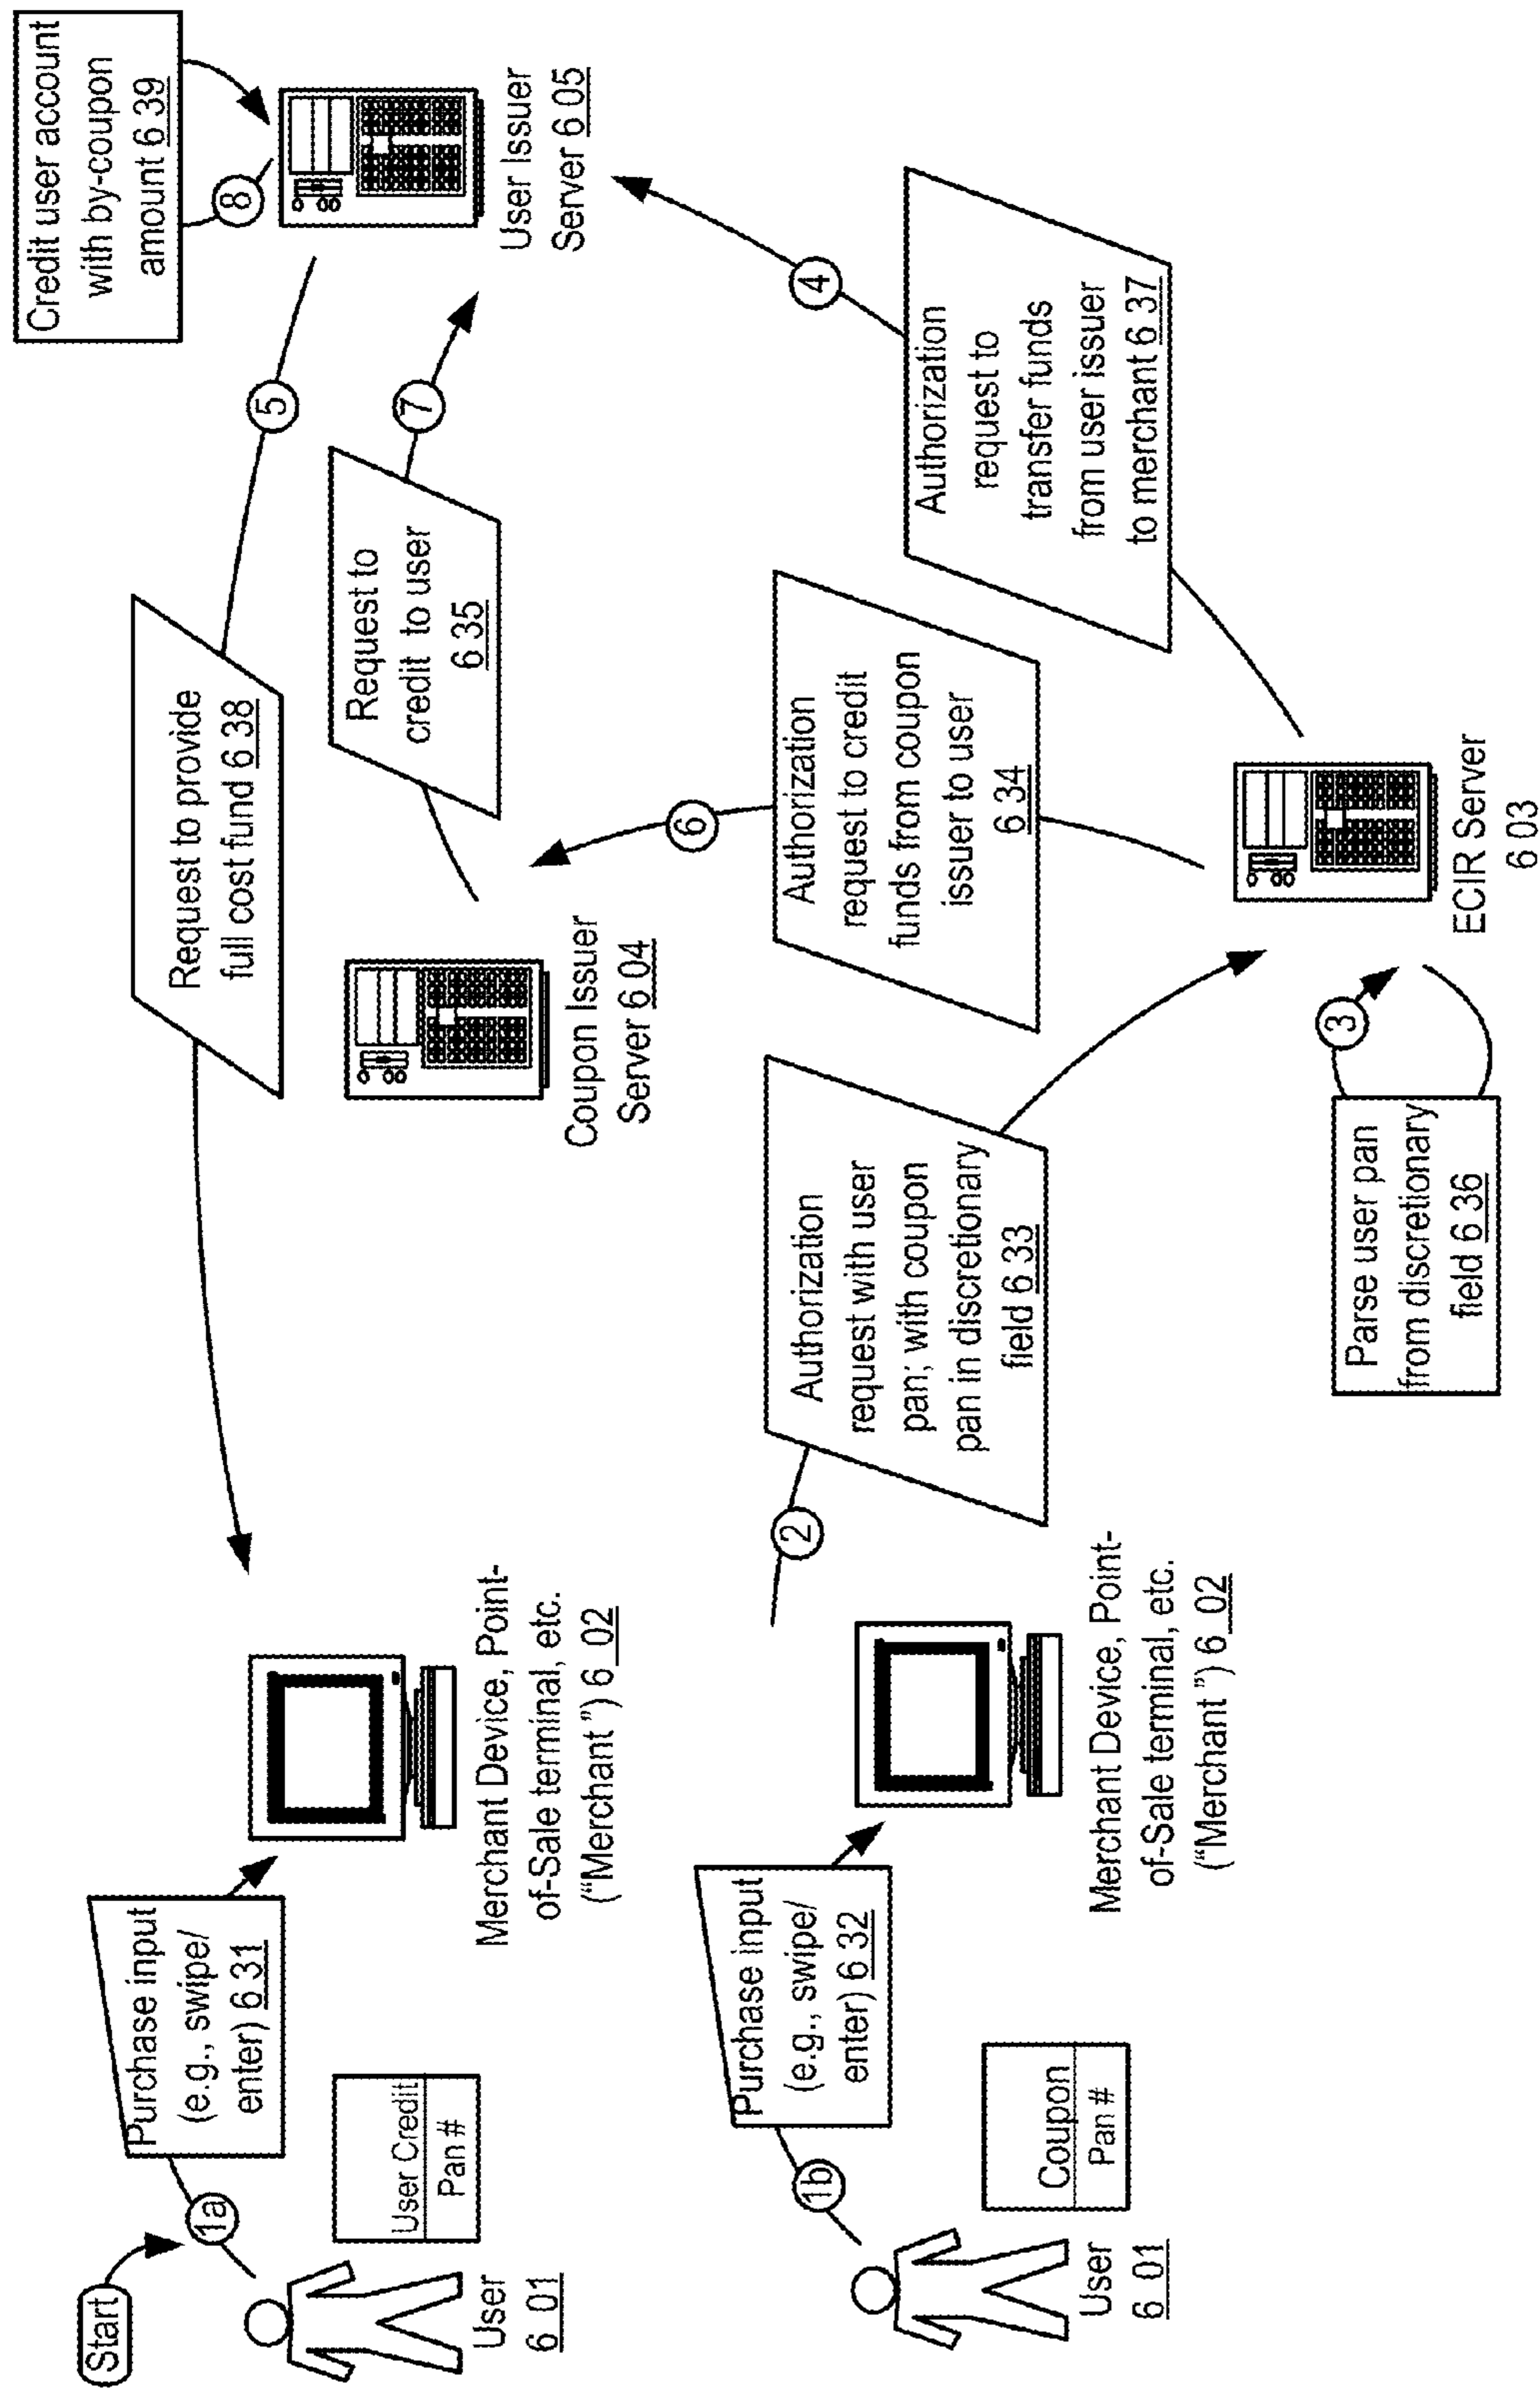 Start
1a
Purchase input
(e.g., swipe/
enter) 6 31
User Credit
Pan #
User
6 01
Merchant Device, Point-
of-Sale terminal, etc.
("Merchant") 6 02
Request to provide
full cost fund 6 38
5
Credit user account
with by-coupon
amount 6 39
8
User Issuer
Server 6 05
Request to
credit to user
6 35
7
Coupon Issuer
Server 6 04
1b
Purchase input
(e.g., swipe/
enter) 6 32
Coupon
Pan #
User
6 01
Merchant Device, Point-
of-Sale terminal, etc.
("Merchant ") 6 02
2
Authorization
request with user
pan; with coupon
pan in discretionary
field 6 33
6
Authorization
request to credit
funds from coupon
issuer to user
6 34
4
Authorization
request to
transfer funds
from user issuer
to merchant 6 37
3
Parse user pan
from discretionary
field 6 36
ECIR Server
6 03